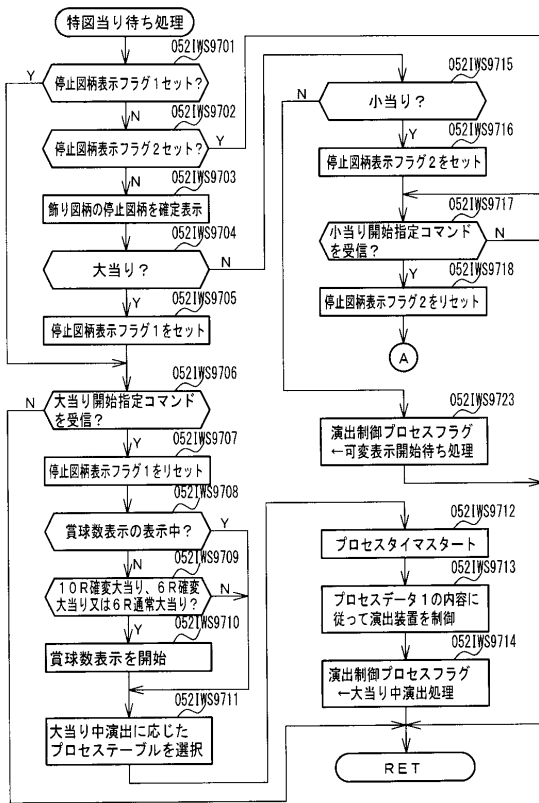 特図当り待ち処理
052IWS9701
停止図柄表示フラグ1セット?
Y
N
052IWS9702
停止図柄表示フラグ2セット?
Y
N
052IWS9703
飾り図柄の停止図柄を確定表示
052IWS9704
大当り?
N
Y
052IWS9705
停止図柄表示フラグ1をセット
052IWS9706
N
大当り開始指定コマンド
を受信?
Y
052IWS9707
停止図柄表示フラグ1をリセット
052IWS9708
賞球数表示の表示中?
Y
N
052IWS9709
10R確変大当り、6R確変
大当り又は6R通常大当り?
N
Y
052IWS9710
賞球数表示を開始
052IWS9711
大当り中演出に応じた
プロセステーブルを選択
052IWS9715
N
小当り?
Y
052IWS9716
停止図柄表示フラグ2をセット
052IWS9717
小当り開始指定コマンド
を受信?
N
Y
052IWS9718
停止図柄表示フラグ2をリセット
A
052IWS9723
演出制御プロセスフラグ
←可変表示開始待ち処理
052IWS9712
プロセスタイマスタート
052IWS9713
プロセスデータ1の内容に
従って演出装置を制御
052IWS9714
演出制御プロセスフラグ
←大当り中演出処理
RET